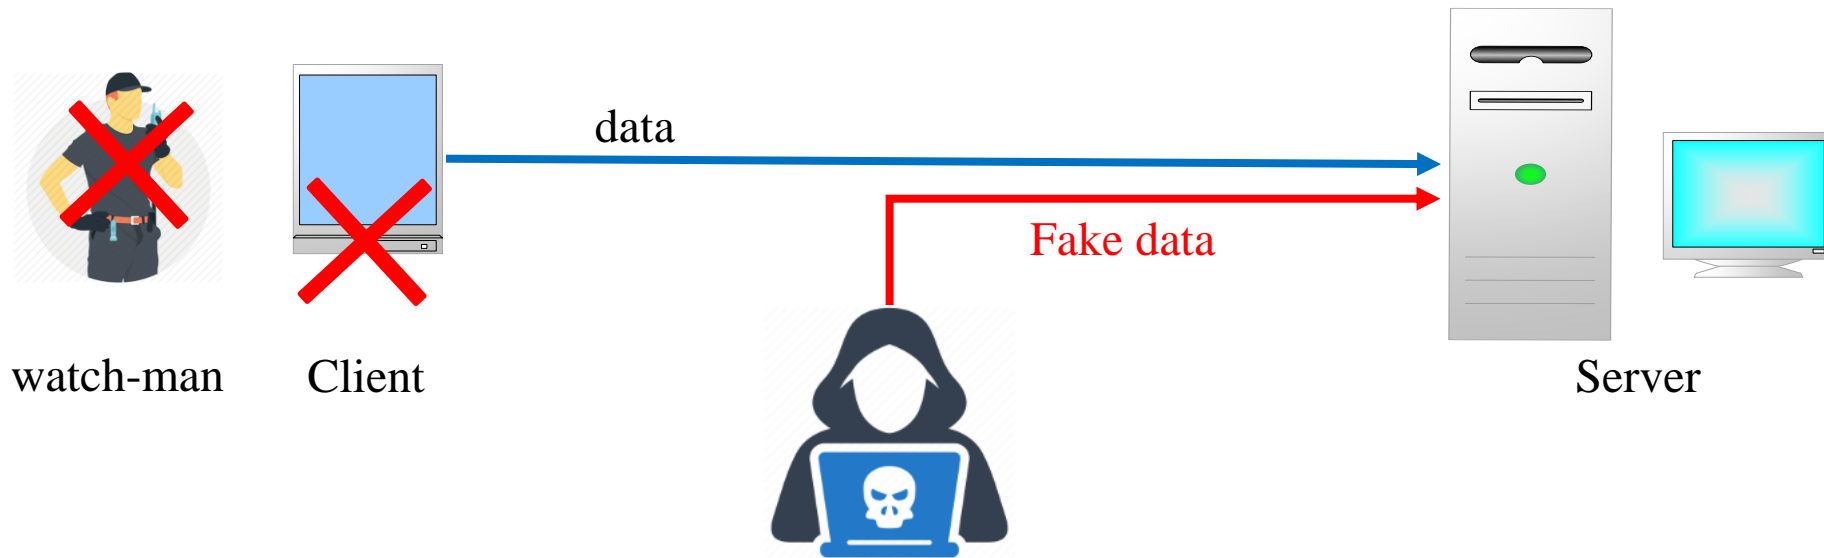 data
Fake data
watch-man
Client
Server